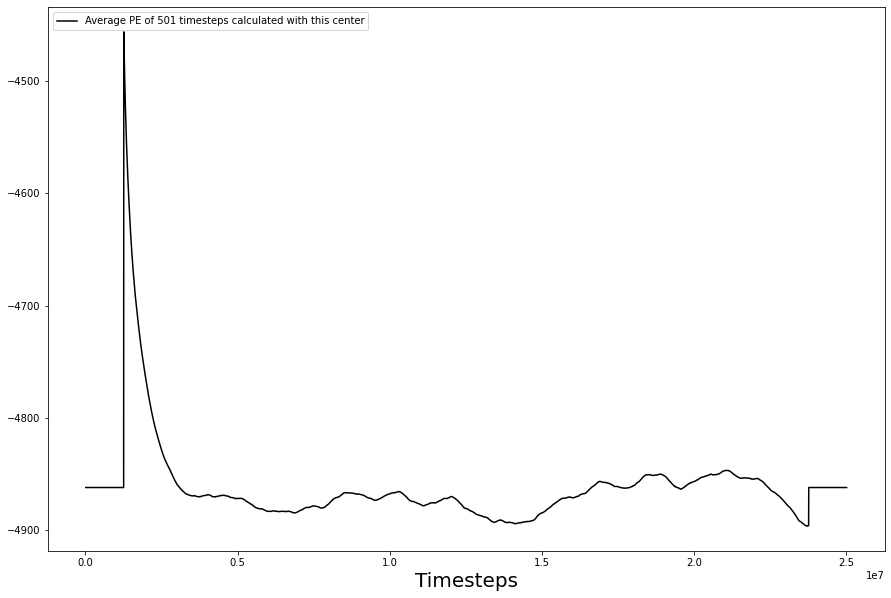 Average PE of 501 timesteps calculated with this center
−4500
−4600
−4700
−4800
−4900
0.0 0.5 1.0 1.5 2.0 2.5
1e7
Timesteps